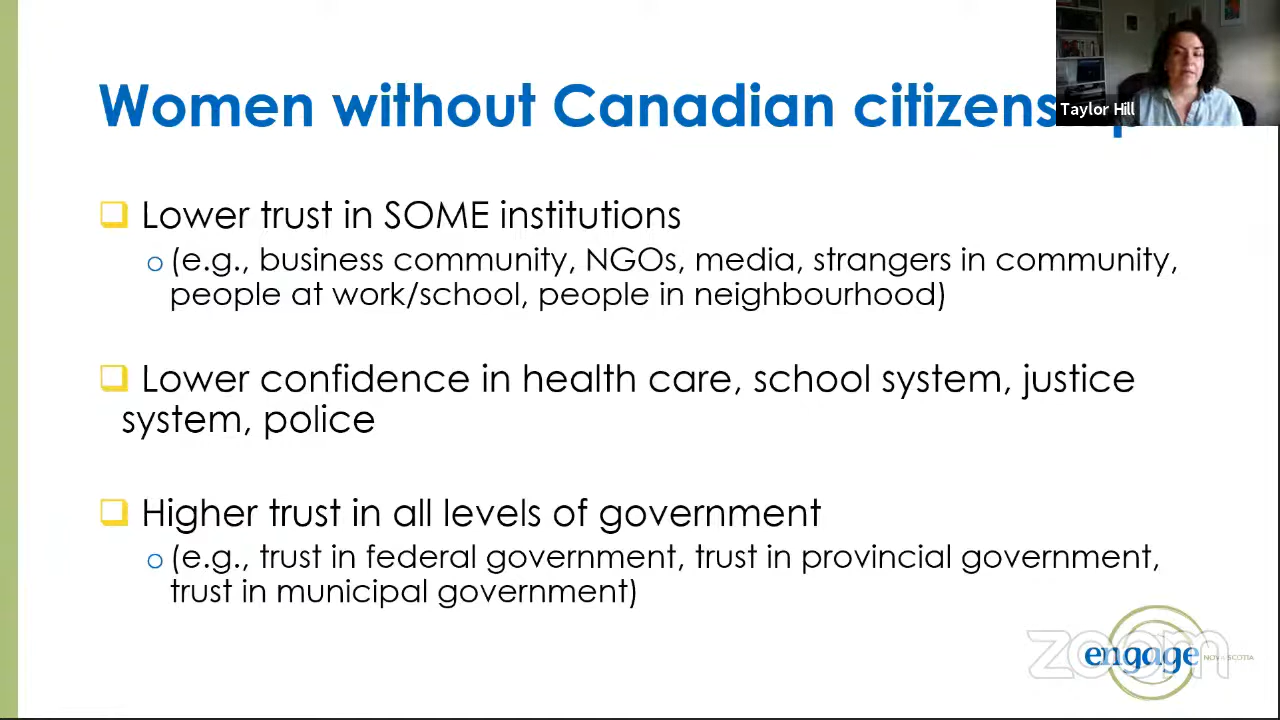 Women without Canadian citizens
Taylor Hill
❑ Lower trust in SOME institutions
o (e.g., business community, NGOs, media, strangers in community,
people at work/school, people in neighbourhood)
❑ Lower confidence in health care, school system, justice
system, police
❑ Higher trust in all levels of government
o (e.g., trust in federal government, trust in provincial government,
trust in municipal government)
zoom
engage NOVA SCOTIA